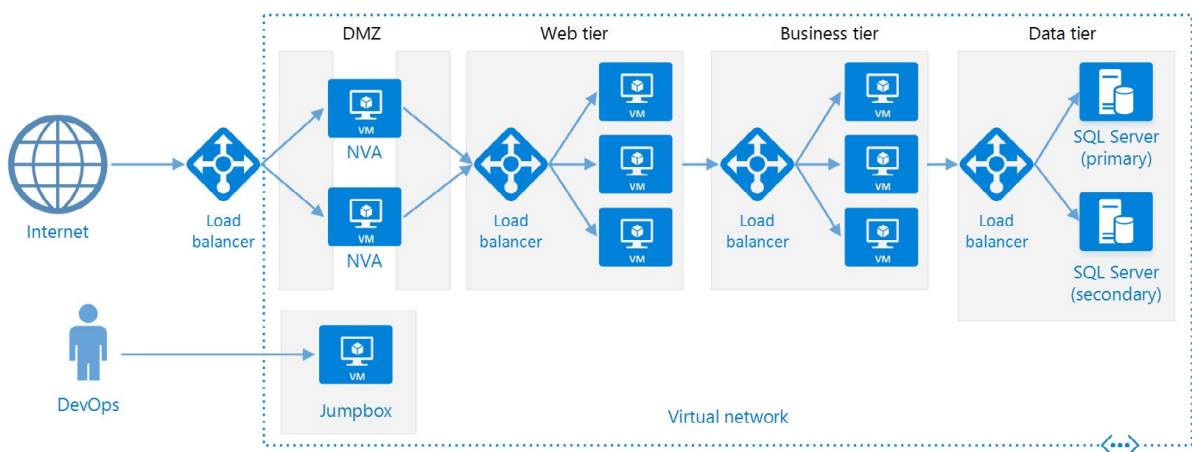 DMZ
Web tier
Business tier
Data tier
VM
NVA
VM
NVA
VM
VM
VM
VM
VM
VM
SQL Server
(primary)
SQL Server
(secondary)
Internet
Load
balancer
Load
balancer
Load
balancer
Load
balancer
DevOps
VM
Jumpbox
Virtual network